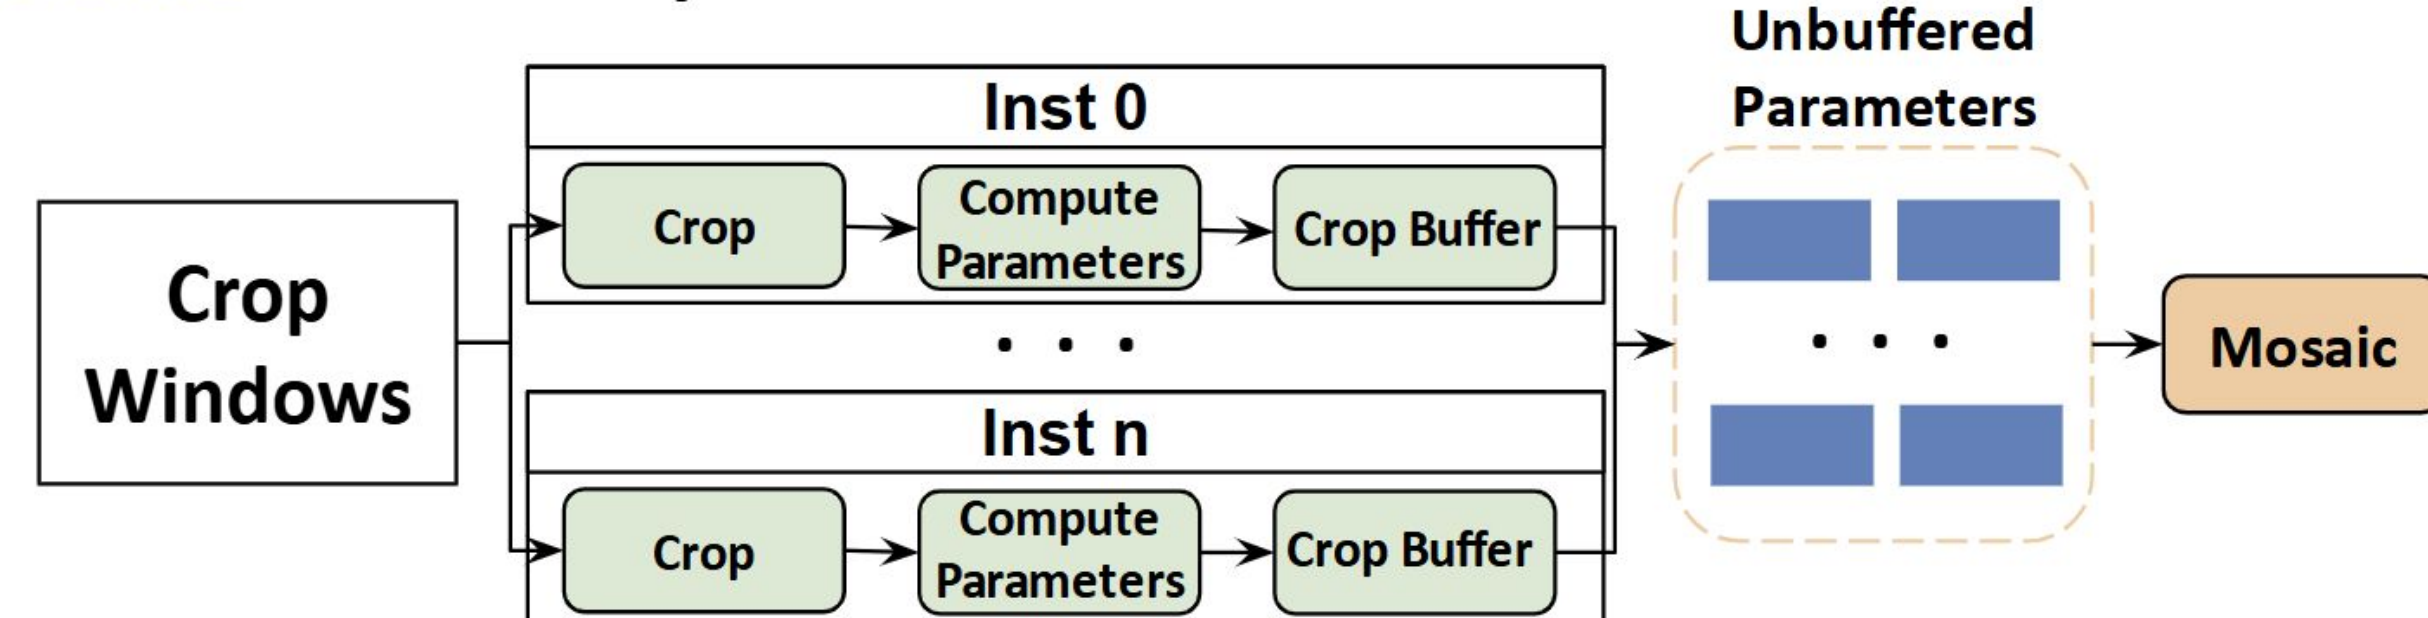 Unbuffered
Parameters
Inst 0
Crop
Compute
Parameters
Crop Buffer
Crop
Windows
. . .
. . .
Mosaic
Inst n
Crop
Compute
Parameters
Crop Buffer